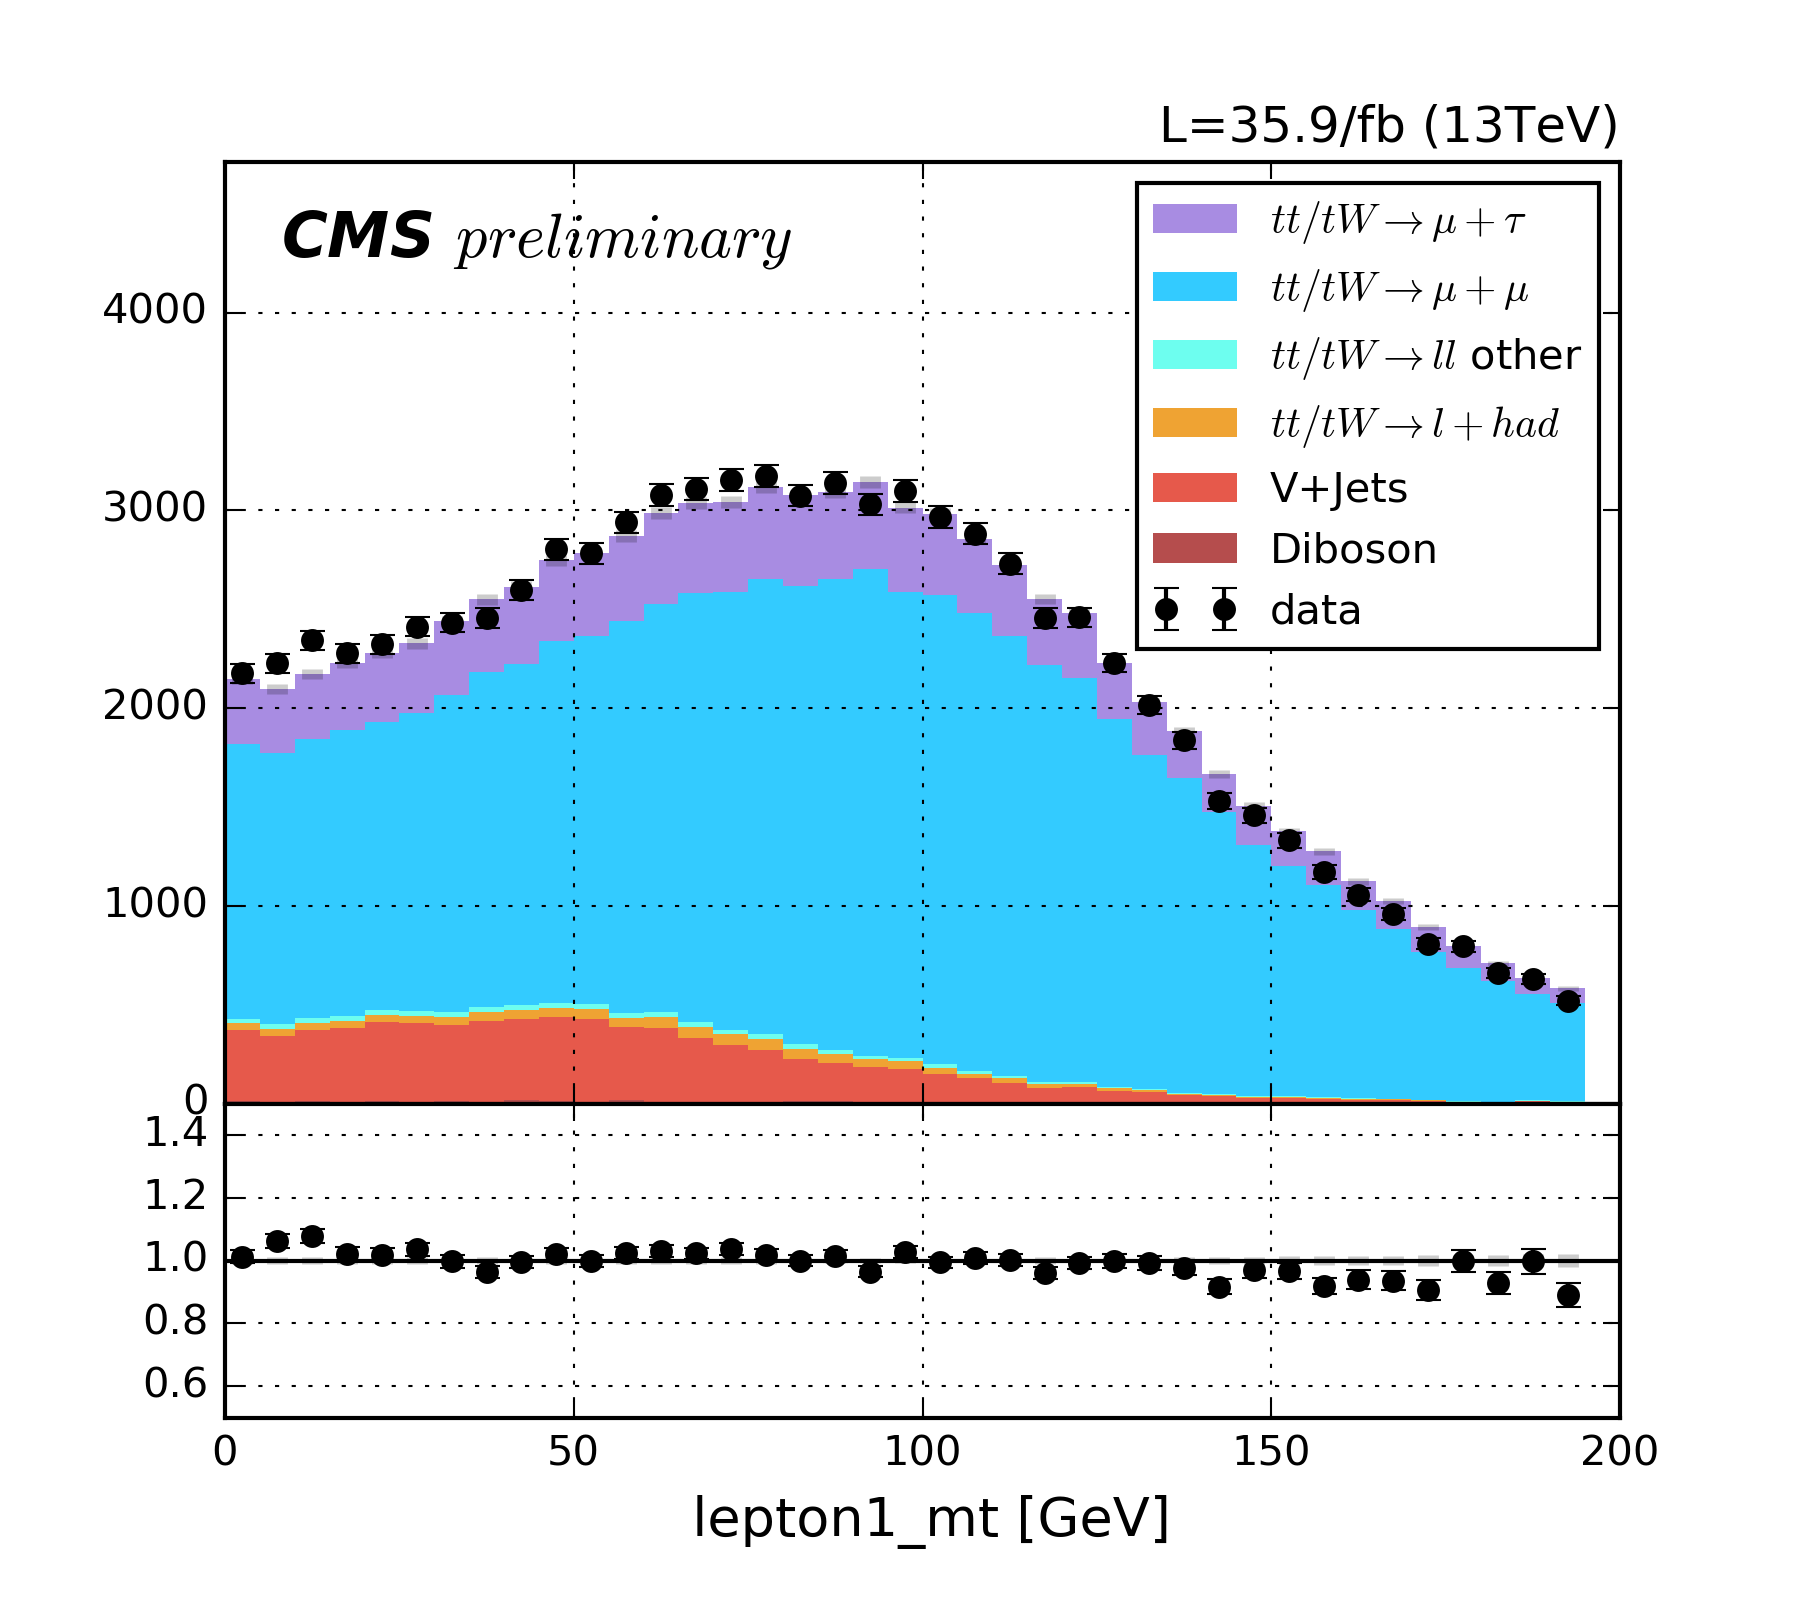 L=35.9/fb (13TeV)
CMS preliminary
tt/tW→μ+τ
tt/tW→μ+μ
tt/tW→ll other
tt/tW→l+had
V+Jets
Diboson
data
4000
3000
2000
1000
0
1.4
1.2
1.0
0.8
0.6
0 50 100 150 200
lepton1_mt [GeV]